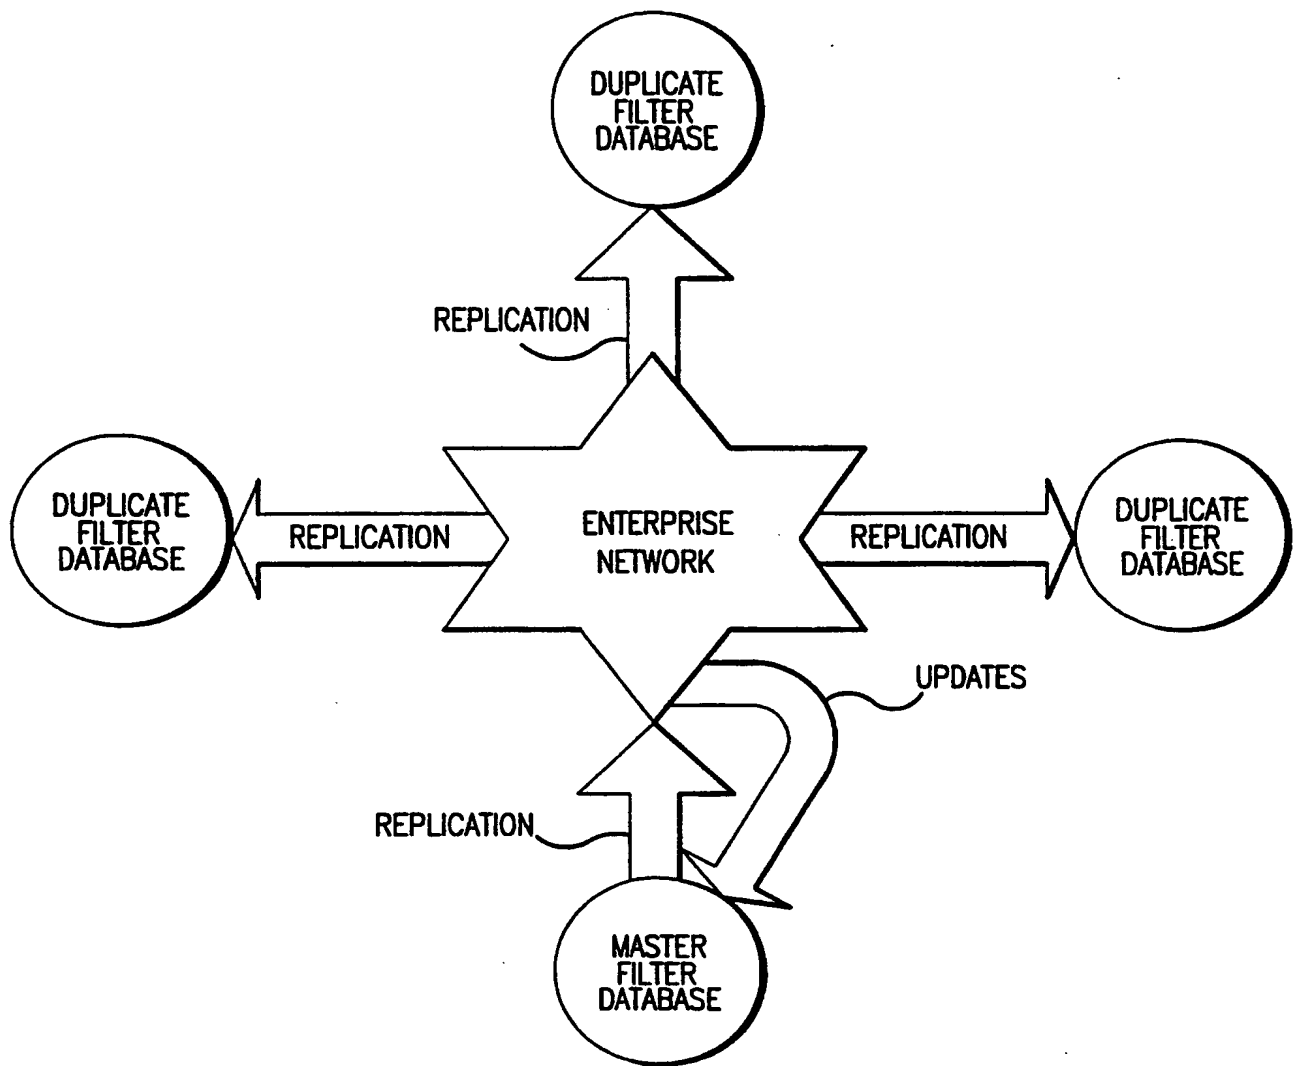 DUPLICATE
FILTER
DATABASE
REPLICATION
DUPLICATE
FILTER
DATABASE
REPLICATION
ENTERPRISE
NETWORK
REPLICATION
DUPLICATE
FILTER
DATABASE
UPDATES
REPLICATION
MASTER
FILTER
DATABASE